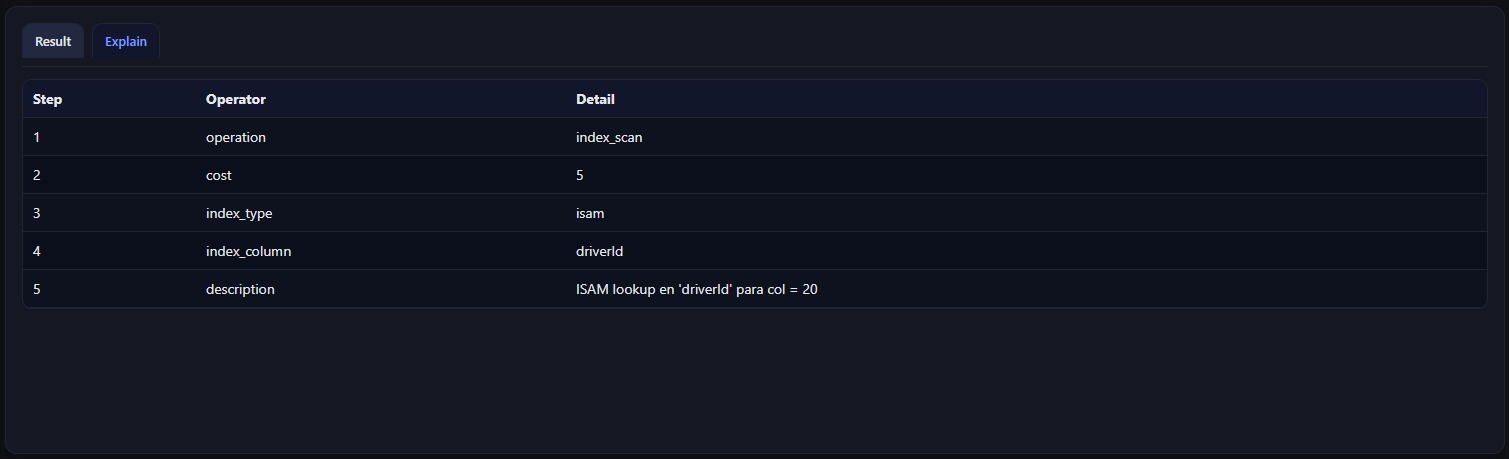 Result Explain
Step Operator Detail
1 operation index_scan
2 cost 5
3 index_type isam
4 index_column driverId
5 description ISAM lookup en 'driverId' para col = 20